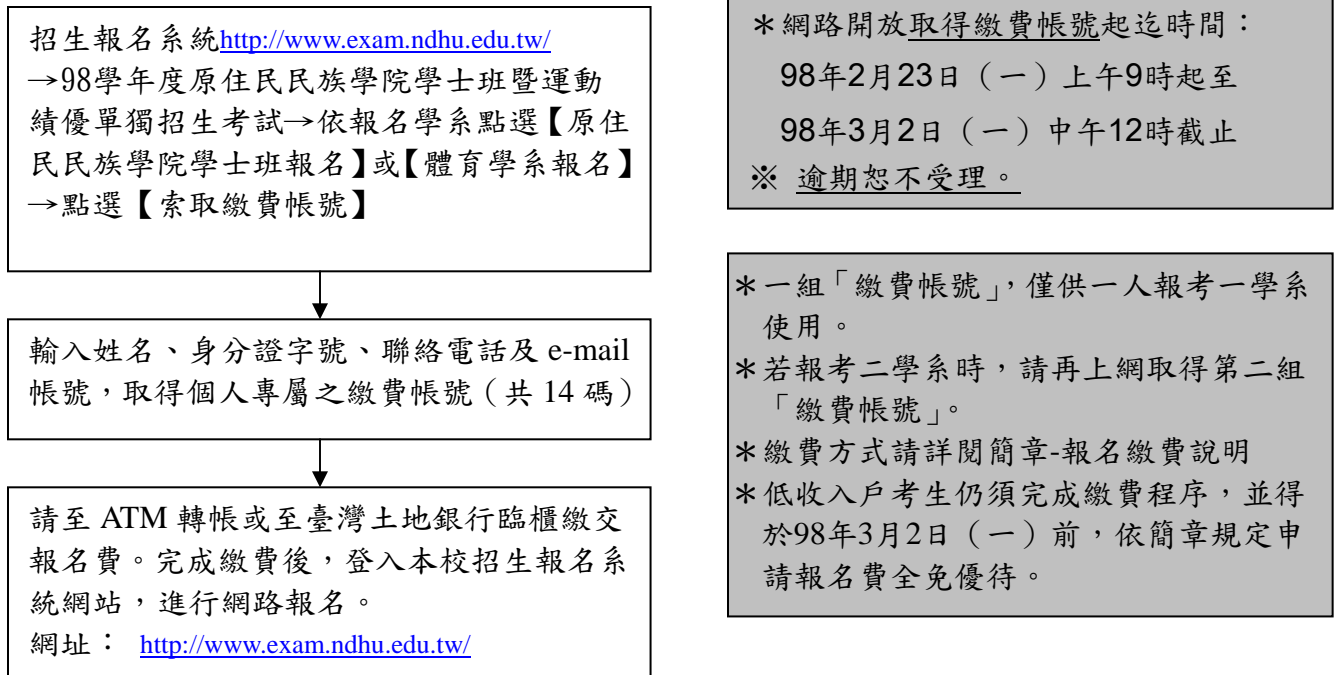 招生報名系統http://www.exam.ndhu.edu.tw/
→98學年度原住民民族學院學士班暨運動
績優單獨招生考試→依報名學系點選【原住
民民族學院學士班報名】或【體育學系報名】
→點選【索取繳費帳號】
輸入姓名、身分證字號、聯絡電話及 e-mail
帳號，取得個人專屬之繳費帳號（共 14 碼）
請至 ATM 轉帳或至臺灣土地銀行臨櫃繳交
報名費。完成繳費後，登入本校招生報名系
統網站，進行網路報名。
網址： http://www.exam.ndhu.edu.tw/
＊網路開放取得繳費帳號起迄時間：
98年2月23日（一）上午9時起至
98年3月2日（一）中午12時截止
※ 逾期恕不受理。
＊一組「繳費帳號」，僅供一人報考一學系
使用。
＊若報考二學系時，請再上網取得第二組
「繳費帳號」。
＊繳費方式請詳閱簡章-報名繳費說明
＊低收入戶考生仍須完成繳費程序，並得
於98年3月2日（一）前，依簡章規定申
請報名費全免優待。